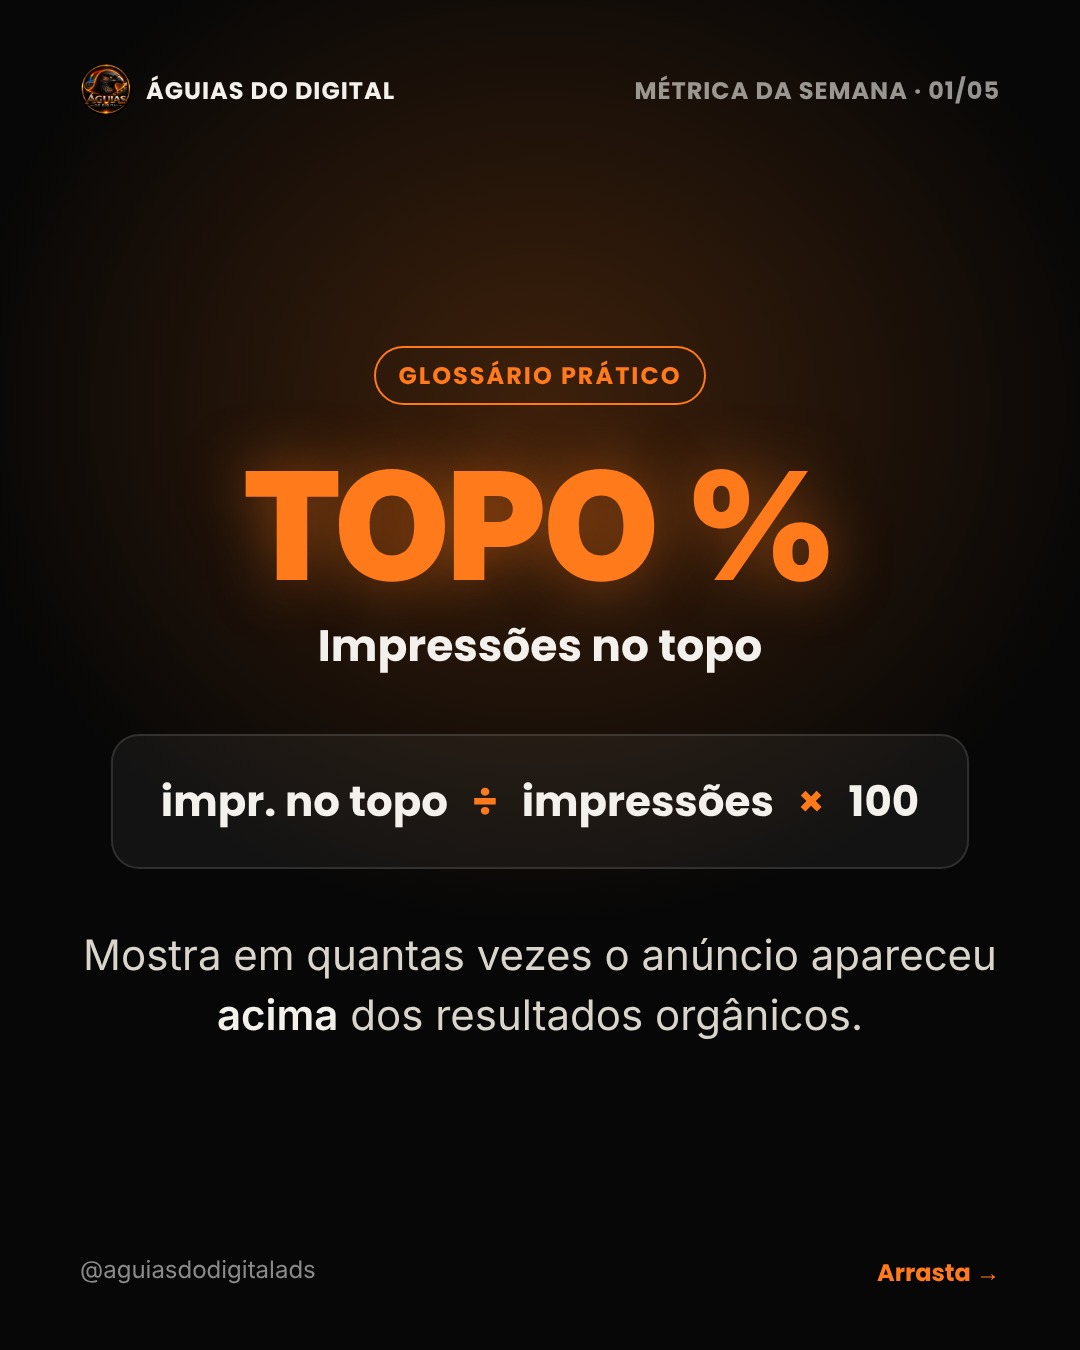 ÁGUIAS
ÁGUIAS DO DIGITAL
MÉTRICA DA SEMANA · 01/05
GLOSSÁRIO PRÁTICO
TOPO %
Impressões no topo
impr. no topo ÷ impressões × 100
Mostra em quantas vezes o anúncio apareceu
acima dos resultados orgânicos.
@aguiasdodigitalads
Arrasta →